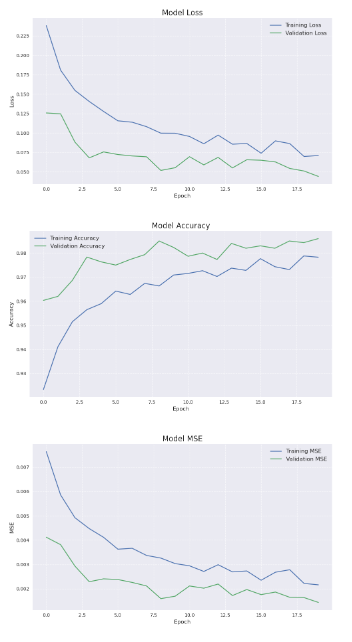 Model Loss
Training Loss
Validation Loss
0.225
0.200
0.175
0.150
0.125
0.100
0.075
0.050
Loss
0.0 2.5 5.0 7.5 10.0 12.5 15.0 17.5
Epoch
Model Accuracy
Training Accuracy
Validation Accuracy
0.98
0.97
0.96
0.95
0.94
0.93
Accuracy
0.0 2.5 5.0 7.5 10.0 12.5 15.0 17.5
Epoch
Model MSE
Training MSE
Validation MSE
0.007
0.006
0.005
0.004
0.003
0.002
MSE
0.0 2.5 5.0 7.5 10.0 12.5 15.0 17.5
Epoch